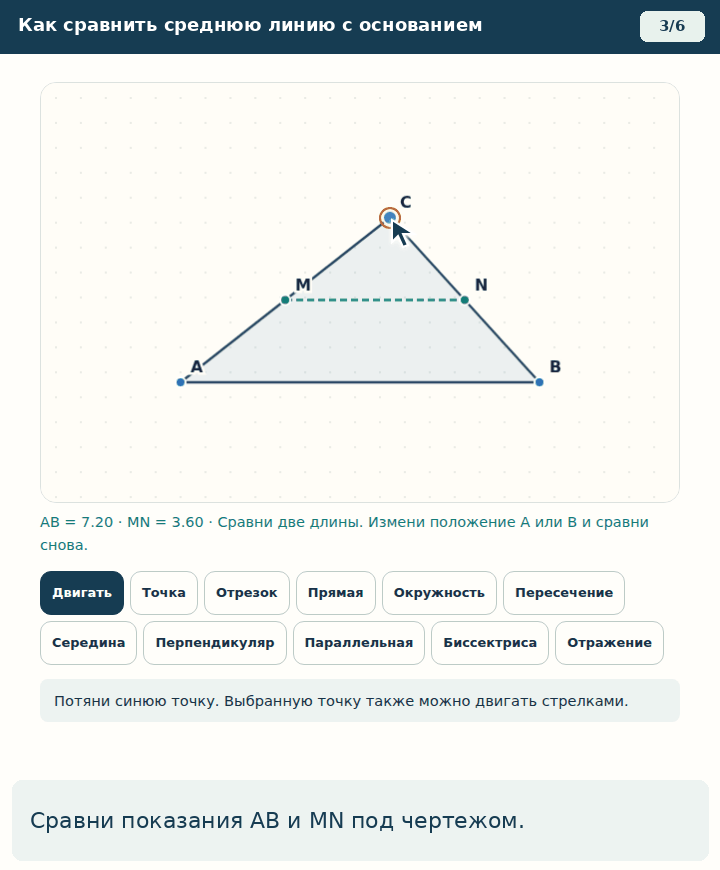 Как сравнить среднюю линию с основанием
3/6
C
M
N
A
B
AB = 7.20 · MN = 3.60 · Сравни две длины. Измени положение A или B и сравни
снова.
Двигать
Точка
Отрезок
Прямая
Окружность
Пересечение
Середина
Перпендикуляр
Параллельная
Биссектриса
Отражение
Потяни синюю точку. Выбранную точку также можно двигать стрелками.
Сравни показания AB и MN под чертежом.